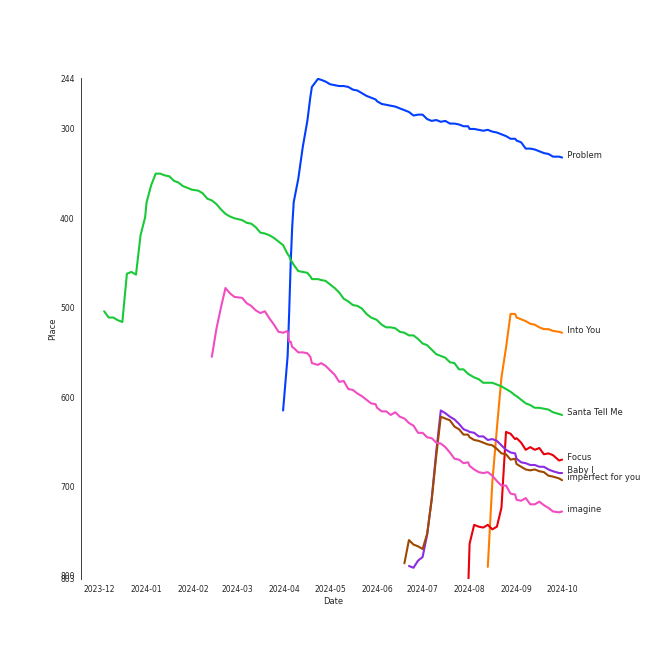 244
300
400
500
600
700
800
803
Place
Problem
Into You
Santa Tell Me
Focus
Baby I
imperfect for you
imagine
2023-12 2024-01 2024-02 2024-03 2024-04 2024-05 2024-06 2024-07 2024-08 2024-09 2024-10
Date